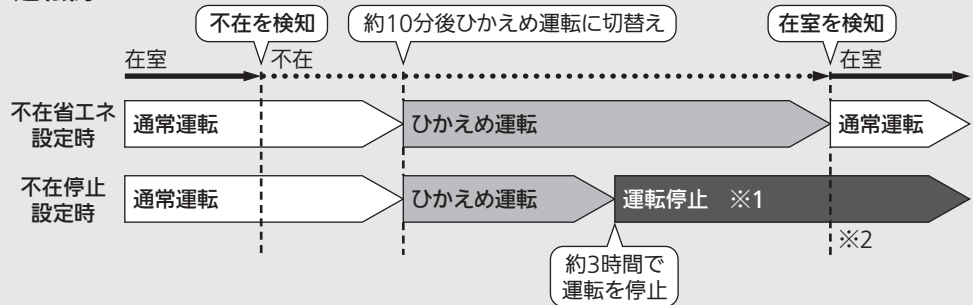 不在を検知
約10分後ひかえめ運転に切替え
在室を検知
在室
不在
在室
不在省エネ
設定時
通常運転
ひかえめ運転
通常運転
不在停止
設定時
通常運転
ひかえめ運転
運転停止 ※1
※2
約3時間で
運転を停止